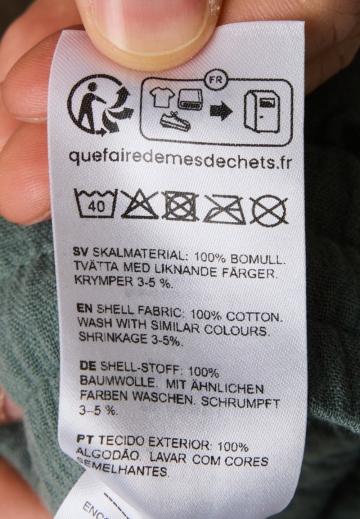 FR
quefairedemesdechets.fr
40
SV SKALMATERIAL: 100% BOMULL.
TVÄTTA MED LIKNANDE FÄRGER.
KRYMPER 3-5 %.
EN SHELL FABRIC: 100% COTTON.
WASH WITH SIMILAR COLOURS.
SHRINKAGE 3-5%.
DE SHELL-STOFF: 100%
BAUMWOLLE. MIT ÄHNLICHEN
FARBEN WASCHEN. SCHRUMPFT
3–5 %.
PT TECIDO EXTERIOR: 100%
ALGODÃO. LAVAR COM CORES
SEMELHANTES.